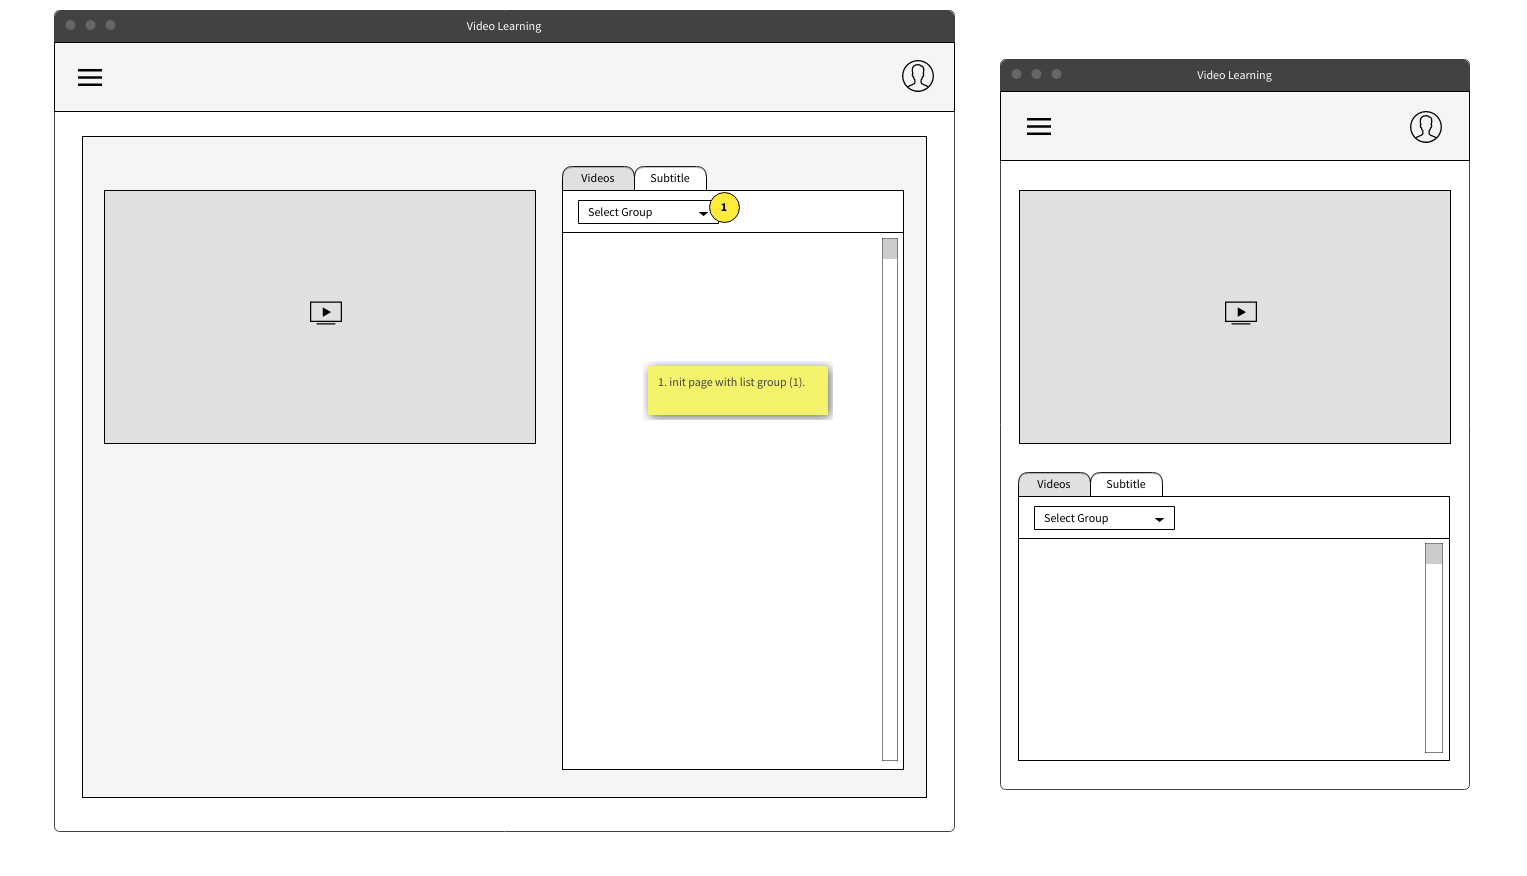 Video Learning
Videos
Subtitle
Select Group
1
1. init page with list group (1).
Video Learning
Videos
Subtitle
Select Group